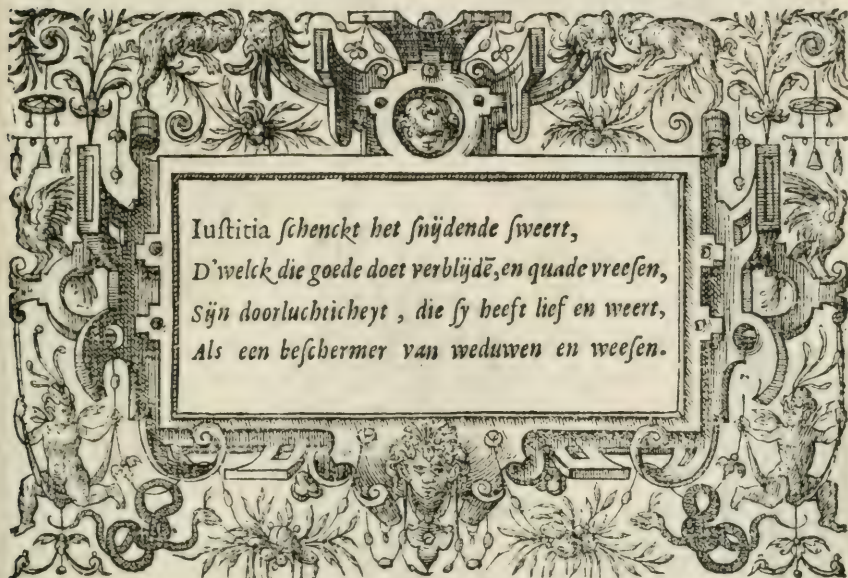 Iuſtitia ſchenckt het ſnijdende ſweert,
D'welck die goede doet verblijdē, en quade vreeſen,
Sijn doorluchticheyt , die ſy heeft lief en weert,
Als een beſchermer van weduwen en weeſen.